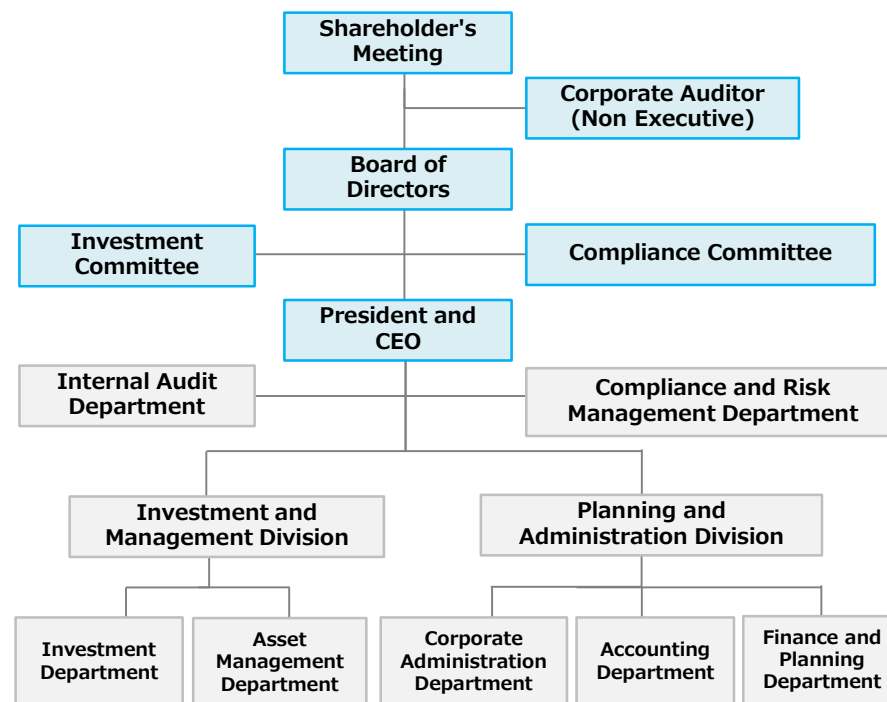 Shareholder's
Meeting
Corporate Auditor
(Non Executive)
Board of
Directors
Investment
Committee
Compliance Committee
President and
CEO
Internal Audit
Department
Compliance and Risk
Management Department
Investment and
Management Division
Planning and
Administration Division
Investment
Department
Asset
Management
Department
Corporate
Administration
Department
Accounting
Department
Finance and
Planning
Department